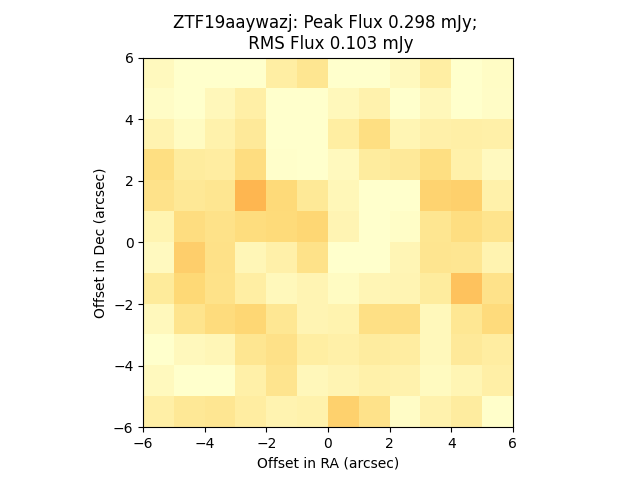 ZTF19aaywazj: Peak Flux 0.298 mJy;
RMS Flux 0.103 mJy
6
4
2
0
−2
−4
−6
Offset in Dec (arcsec)
−6 −4 −2 0 2 4 6
Offset in RA (arcsec)